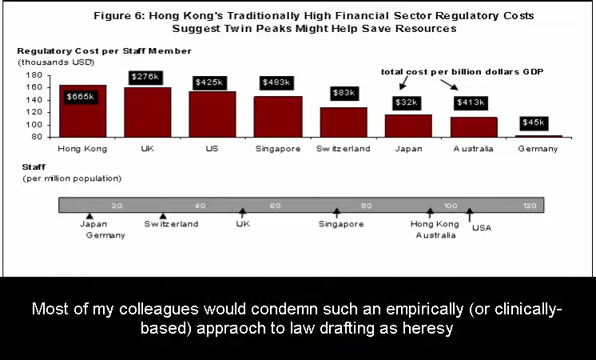 Figure 6: Hong Kong's Traditionally High Financial Sector Regulatory Costs
Suggest Twin Peaks Might Help Save Resources
Regulatory Cost per Staff Member
(thousands USD)
total cost per billion dollars GDP
180
160
140
120
100
80
$665k
$276k
$425k
$483k
$83k
$32k
$413k
$45k
Hong Kong UK US Singapore Switzerland Japan Australia Germany
Staff
(per million population)
20 40 60 80 100 120
Japan Switzerland UK Singapore Hong Kong USA
Germany Australia
Most of my colleagues would condemn such an empirically (or clinically-
based) appraoch to law drafting as heresy